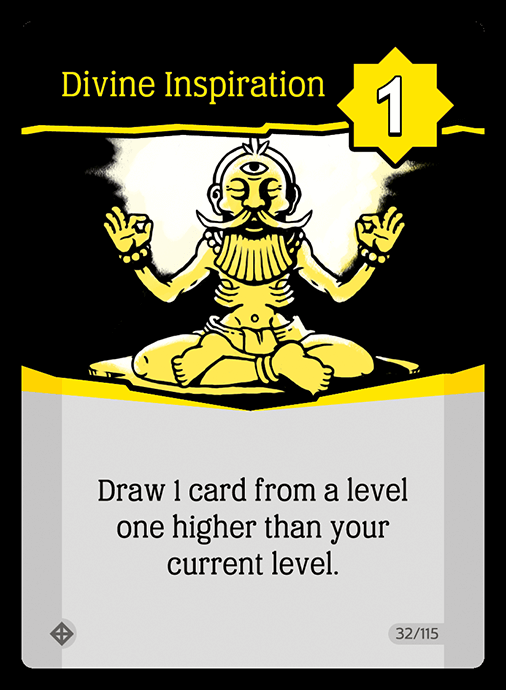 Divine Inspiration
1
Draw 1 card from a level
one higher than your
current level.
32/115